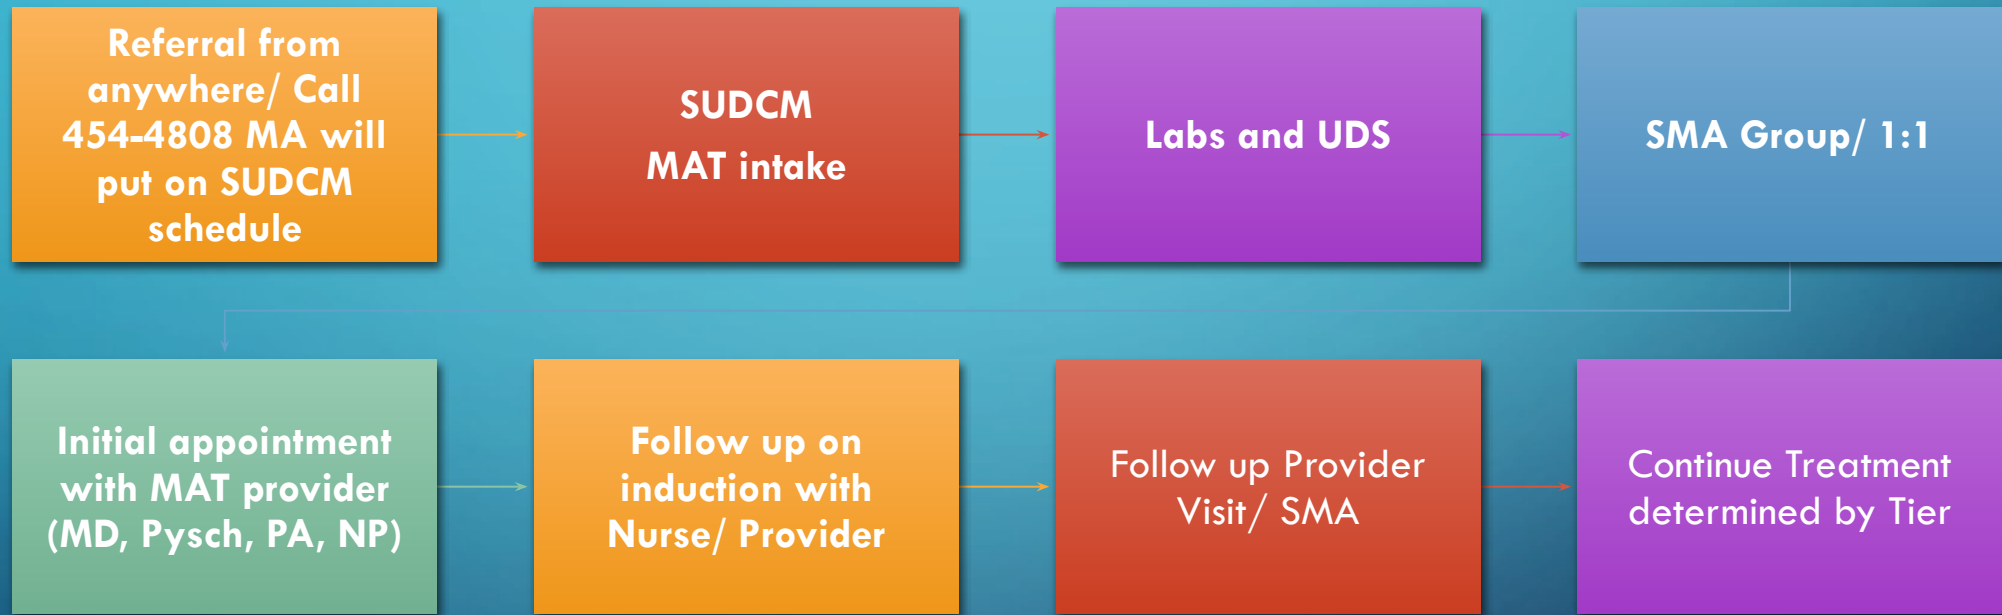 Referral from
anywhere/ Call
454-4808 MA will
put on SUDCM
schedule
SUDCM
MAT intake
Labs and UDS
SMA Group/ 1:1
Initial appointment
with MAT provider
(MD, Pysch, PA, NP)
Follow up on
induction with
Nurse/ Provider
Follow up Provider
Visit/ SMA
Continue Treatment
determined by Tier